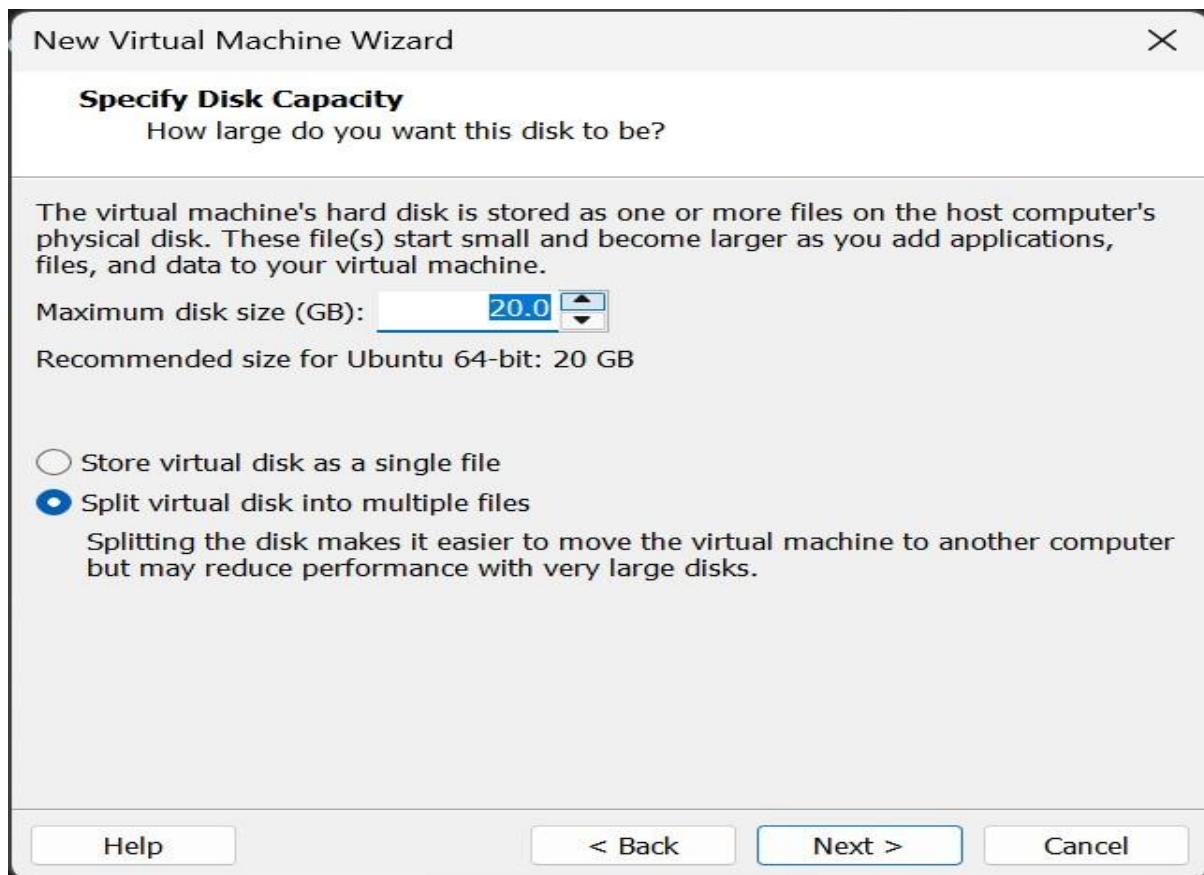 New Virtual Machine Wizard
Specify Disk Capacity
How large do you want this disk to be?
The virtual machine's hard disk is stored as one or more files on the host computer's
physical disk. These file(s) start small and become larger as you add applications,
files, and data to your virtual machine.
Maximum disk size (GB): 20.0
Recommended size for Ubuntu 64-bit: 20 GB
Store virtual disk as a single file
Split virtual disk into multiple files
Splitting the disk makes it easier to move the virtual machine to another computer
but may reduce performance with very large disks.
Help < Back Next > Cancel